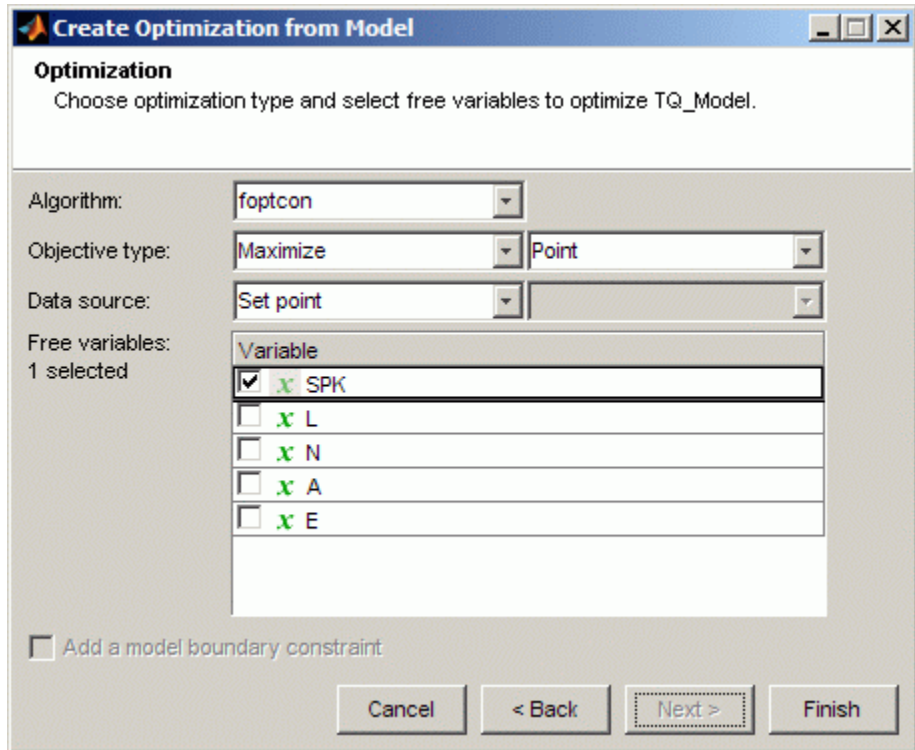 Create Optimization from Model
Optimization
Choose optimization type and select free variables to optimize TQ_Model.
Algorithm: foptcon
Objective type: Maximize Point
Data source: Set point
Free variables:
1 selected
Variable
x SPK
x L
x N
x A
x E
Add a model boundary constraint
Cancel < Back Next > Finish